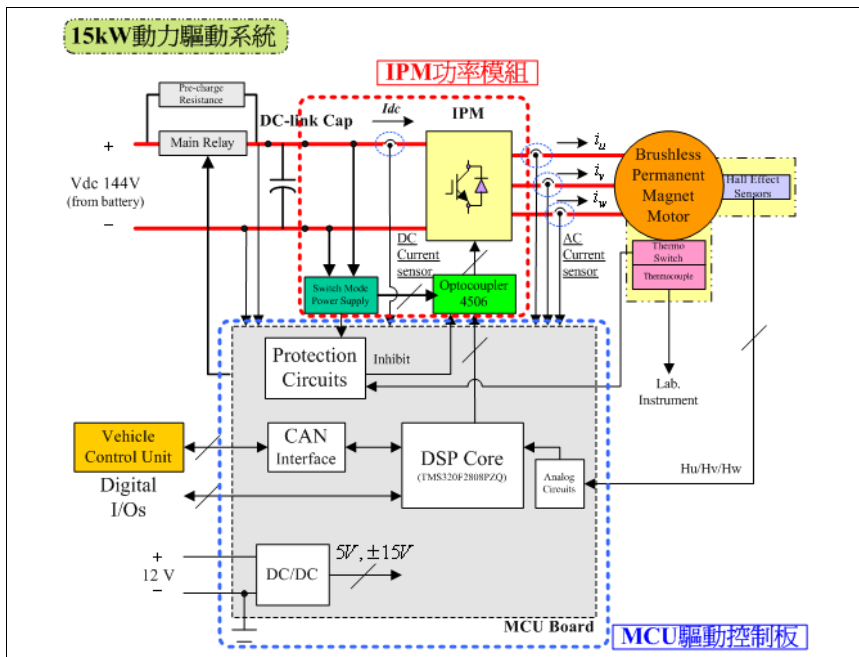 15kW動力驅動系統
IPM功率模組
Pre-charge
Resistance
Main Relay
DC-link Cap
Idc
IPM
+
Vdc 144V
(from battery)
−
iu
iv
iw
Brushless
Permanent
Magnet
Motor
Hall Effect
Sensors
DC
Current
sensor
AC
Current
sensor
Thermo
Switch
Thermocouple
Switch Mode
Power Supply
Optocoupler
4506
Protection
Circuits
Inhibit
Lab.
Instrument
Vehicle
Control Unit
CAN
Interface
DSP Core
(TMS320F2808PZQ)
Analog
Circuits
Hu/Hv/Hw
Digital
I/Os
+
12 V
−
DC/DC
5V, ±15V
MCU Board
MCU驅動控制板